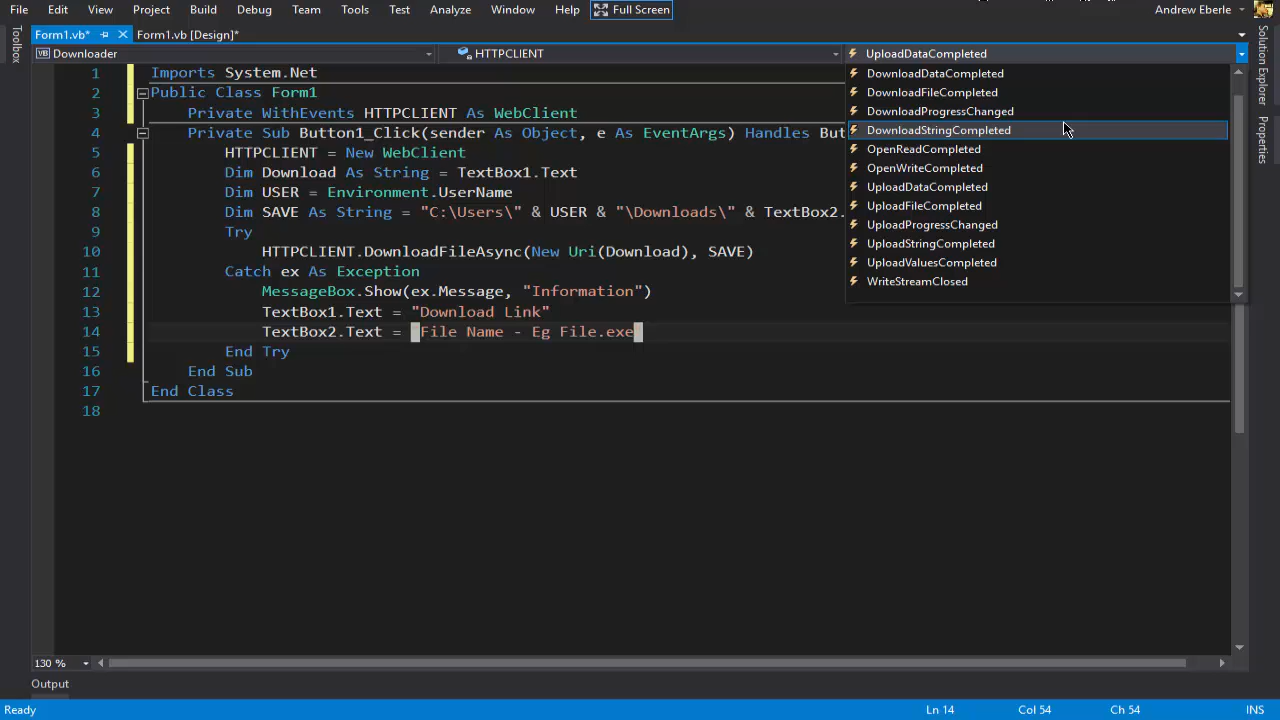 File Edit View Project Build Debug Team Tools Test Analyze Window Help Full Screen Andrew Eberle
Form1.vb* Form1.vb [Design]*
VB Downloader HTTPCLIENT UploadDataCompleted
Toolbox
Solution Explorer
Properties
1 Imports System.Net
2 Public Class Form1
3 Private WithEvents HTTPCLIENT As WebClient
4 Private Sub Button1_Click(sender As Object, e As EventArgs) Handles But
5 HTTPCLIENT = New WebClient
6 Dim Download As String = TextBox1.Text
7 Dim USER = Environment.UserName
8 Dim SAVE As String = "C:\Users\" & USER & "\Downloads\" & TextBox2.
9 Try
10 HTTPCLIENT.DownloadFileAsync(New Uri(Download), SAVE)
11 Catch ex As Exception
12 MessageBox.Show(ex.Message, "Information")
13 TextBox1.Text = "Download Link"
14 TextBox2.Text = "File Name - Eg File.exe"
15 End Try
16 End Sub
17 End Class
18
DownloadDataCompleted
DownloadFileCompleted
DownloadProgressChanged
DownloadStringCompleted
OpenReadCompleted
OpenWriteCompleted
UploadDataCompleted
UploadFileCompleted
UploadProgressChanged
UploadStringCompleted
UploadValuesCompleted
WriteStreamClosed
130 %
Output
Ready Ln 14 Col 54 Ch 54 INS